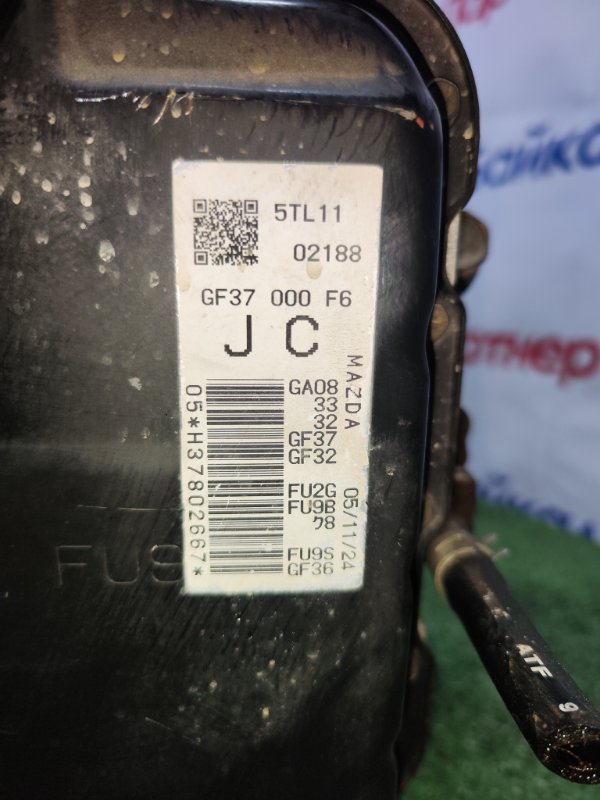 5TL11
02188
GF37 000 F6
J C
MAZDA 05/11/24
GA08
33
32
GF37
GF32
FU2G
FU9B
FU9S
GF36
05*H37802667*
FU9
ATF 9